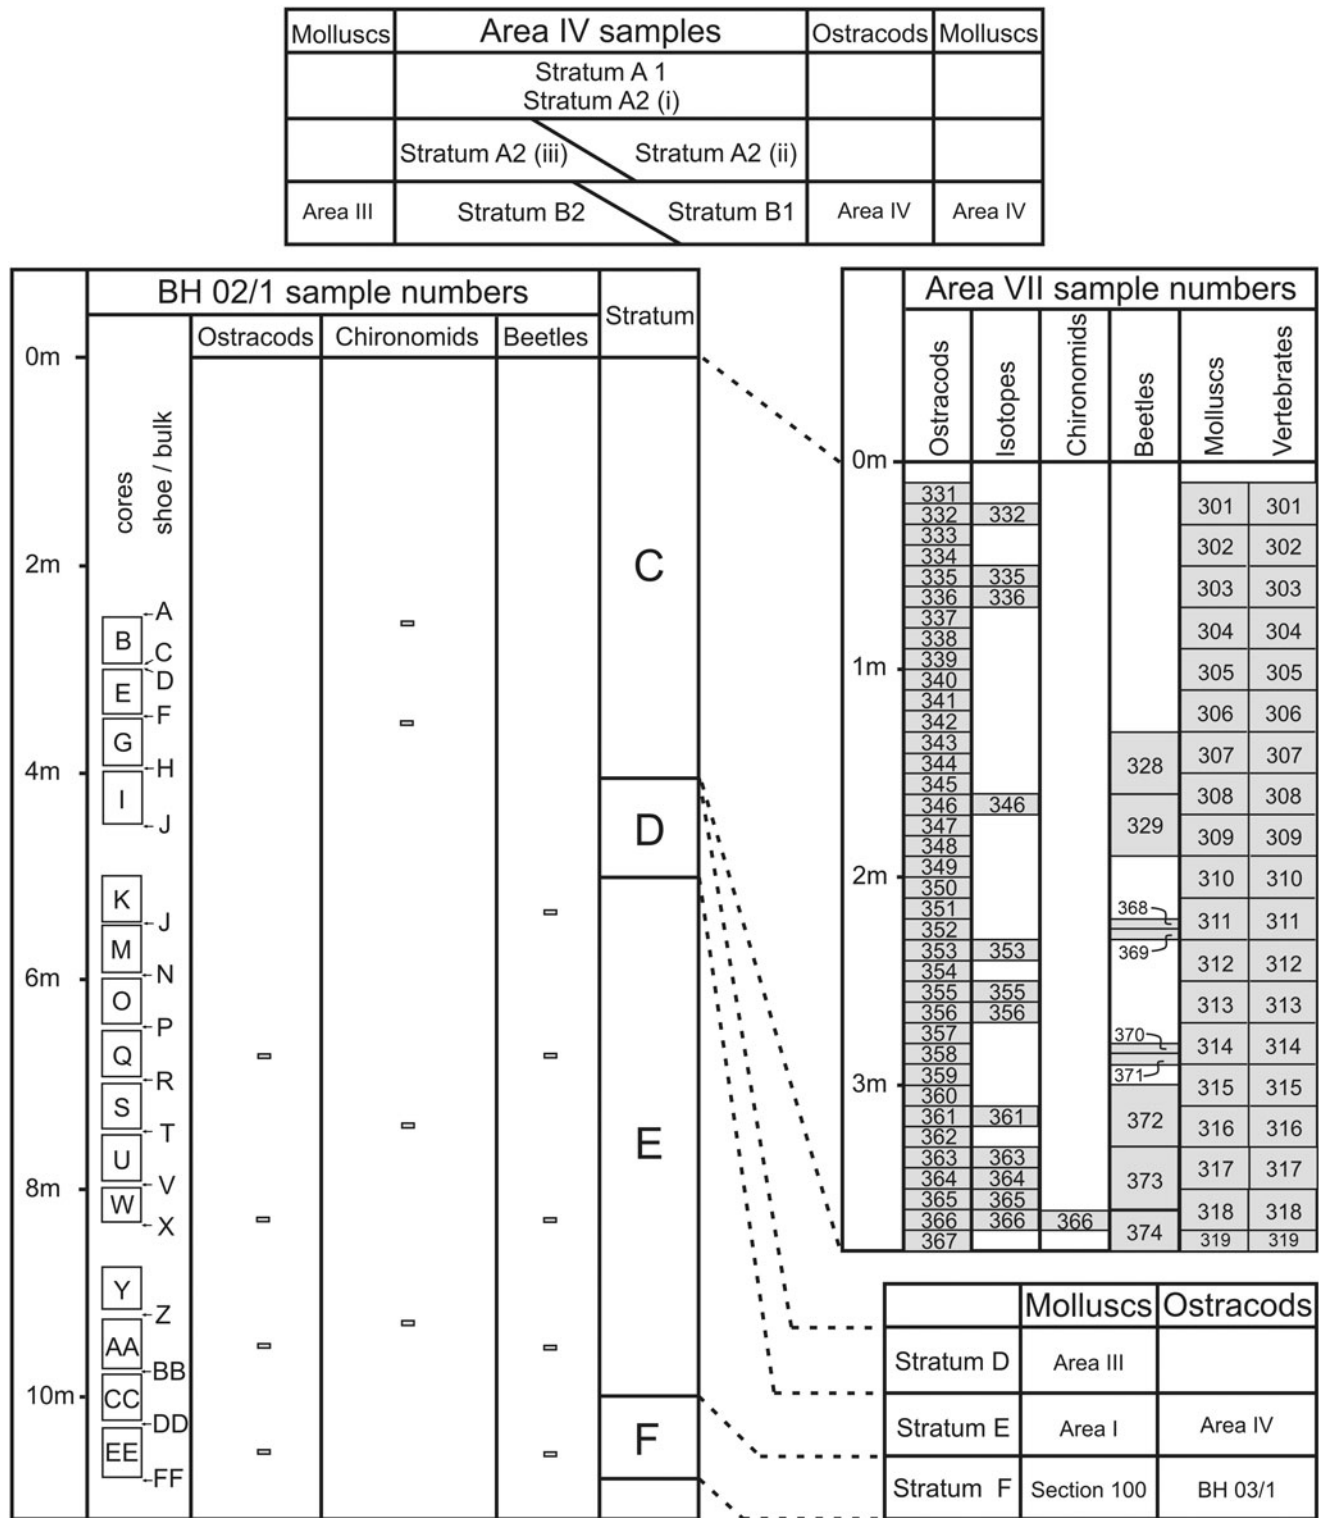 Molluscs Area IV samples Ostracods Molluscs
Stratum A 1
Stratum A2 (i)
Stratum A2 (iii) Stratum A2 (ii)
Area III Stratum B2 Stratum B1 Area IV Area IV
BH 02/1 sample numbers Stratum
Ostracods Chironomids Beetles
cores
shoe / bulk
0m
2m
4m
6m
8m
10m
A
B
C
D
E
F
G
H
I
J
K
J
M
N
O
P
Q
R
S
T
U
V
W
X
Y
Z
AA
BB
CC
DD
EE
FF
C
D
E
F
Area VII sample numbers
Ostracods
Isotopes
Chironomids
Beetles
Molluscs
Vertebrates
0m
1m
2m
3m
331
332 332
333
334
335 335
336 336
337
338
339
340
341
342
343
344
345
346 346
347
348
349
350
351
352
353 353
354
355 355
356 356
357
358
359
360
361 361
362
363 363
364 364
365 365
366 366 366
367
328
329
368
369
370
371
372
373
374
301 301
302 302
303 303
304 304
305 305
306 306
307 307
308 308
309 309
310 310
311 311
312 312
313 313
314 314
315 315
316 316
317 317
318 318
319 319
Molluscs Ostracods
Stratum D Area III
Stratum E Area I Area IV
Stratum F Section 100 BH 03/1